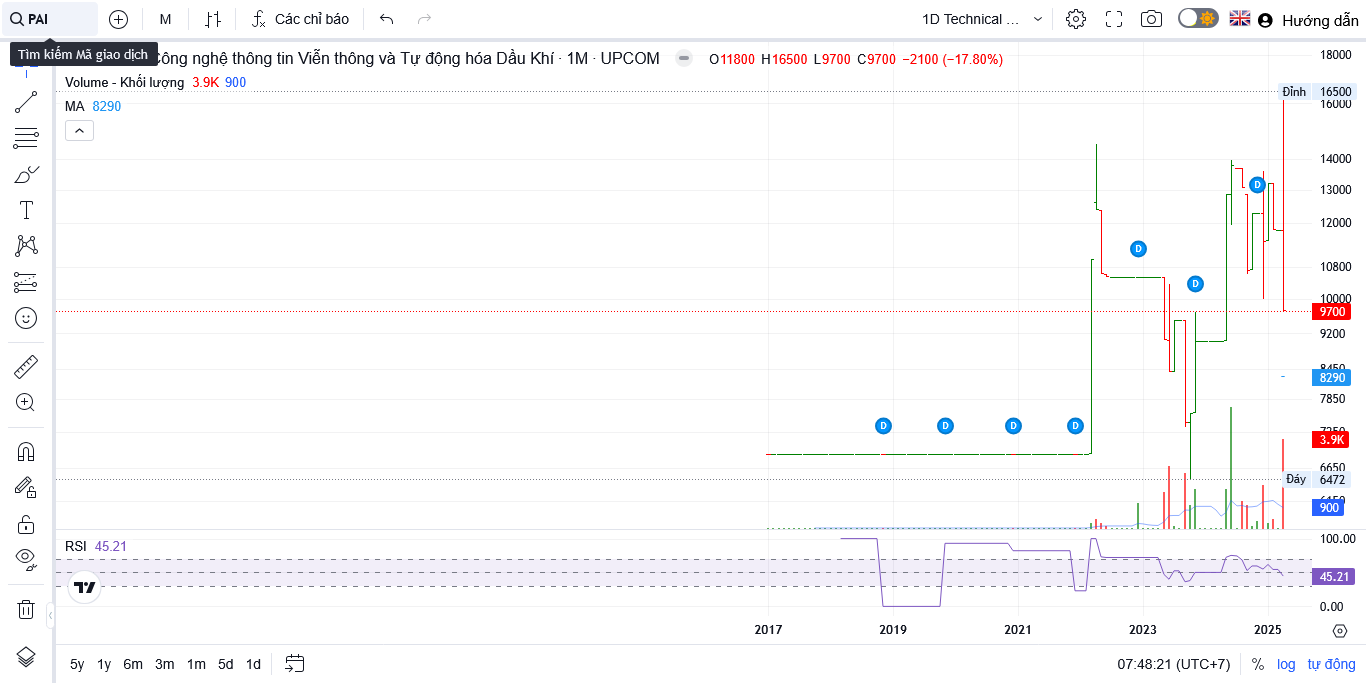 PAI
M
Các chỉ báo
1D Technical ...
Hướng dẫn
Tìm kiếm Mã giao dịch
Công nghệ thông tin Viễn thông và Tự động hóa Dầu Khí · 1M · UPCOM
O11800 H16500 L9700 C9700 −2100 (−17.80%)
Volume - Khối lượng 3.9K 900
MA 8290
18000
Đỉnh 16500
16000
14000
13000
12000
10800
10000
9700
9200
8450
8290
7850
7250
3.9K
6650
Đáy 6472
6150
900
D
D
D
D
D
D
D
RSI 45.21
100.00
45.21
0.00
2017
2019
2021
2023
2025
5y 1y 6m 3m 1m 5d 1d
07:48:21 (UTC+7)
%
log
tự động